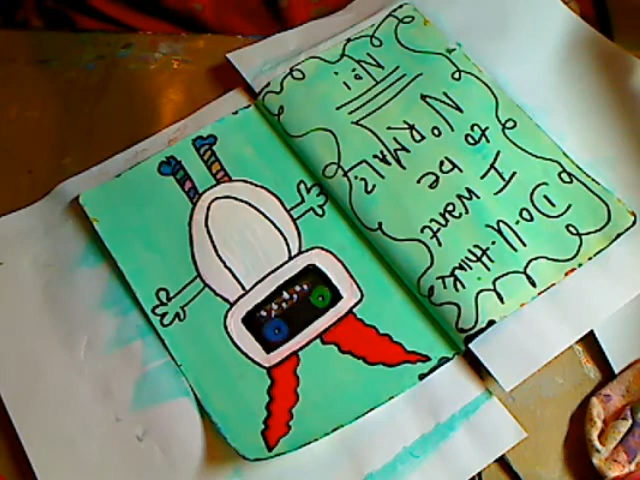 Do.U.think
I want
to be
NORMAL?
No!